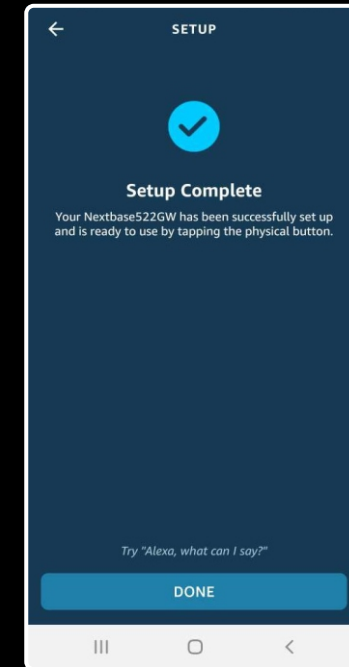 SETUP
Setup Complete
Your Nextbase522GW has been successfully set up
and is ready to use by tapping the physical button.
Try "Alexa, what can I say?"
DONE